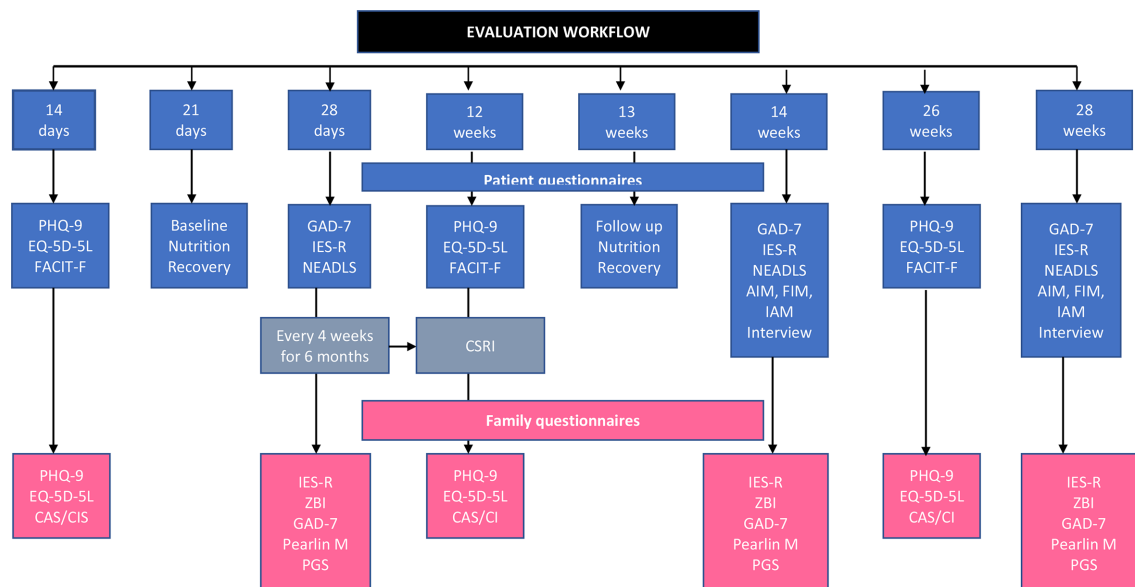 EVALUATION WORKFLOW
14
days
21
days
28
days
12
weeks
13
weeks
14
weeks
26
weeks
28
weeks
Patient questionnaires
PHQ-9
EQ-5D-5L
FACIT-F
Baseline
Nutrition
Recovery
GAD-7
IES-R
NEADLS
PHQ-9
EQ-5D-5L
FACIT-F
Follow up
Nutrition
Recovery
GAD-7
IES-R
NEADLS
AIM, FIM,
IAM
Interview
PHQ-9
EQ-5D-5L
FACIT-F
GAD-7
IES-R
NEADLS
AIM, FIM,
IAM
Interview
Every 4 weeks
for 6 months
CSRI
Family questionnaires
PHQ-9
EQ-5D-5L
CAS/CIS
IES-R
ZBI
GAD-7
Pearlin M
PGS
PHQ-9
EQ-5D-5L
CAS/CI
IES-R
ZBI
GAD-7
Pearlin M
PGS
PHQ-9
EQ-5D-5L
CAS/CI
IES-R
ZBI
GAD-7
Pearlin M
PGS